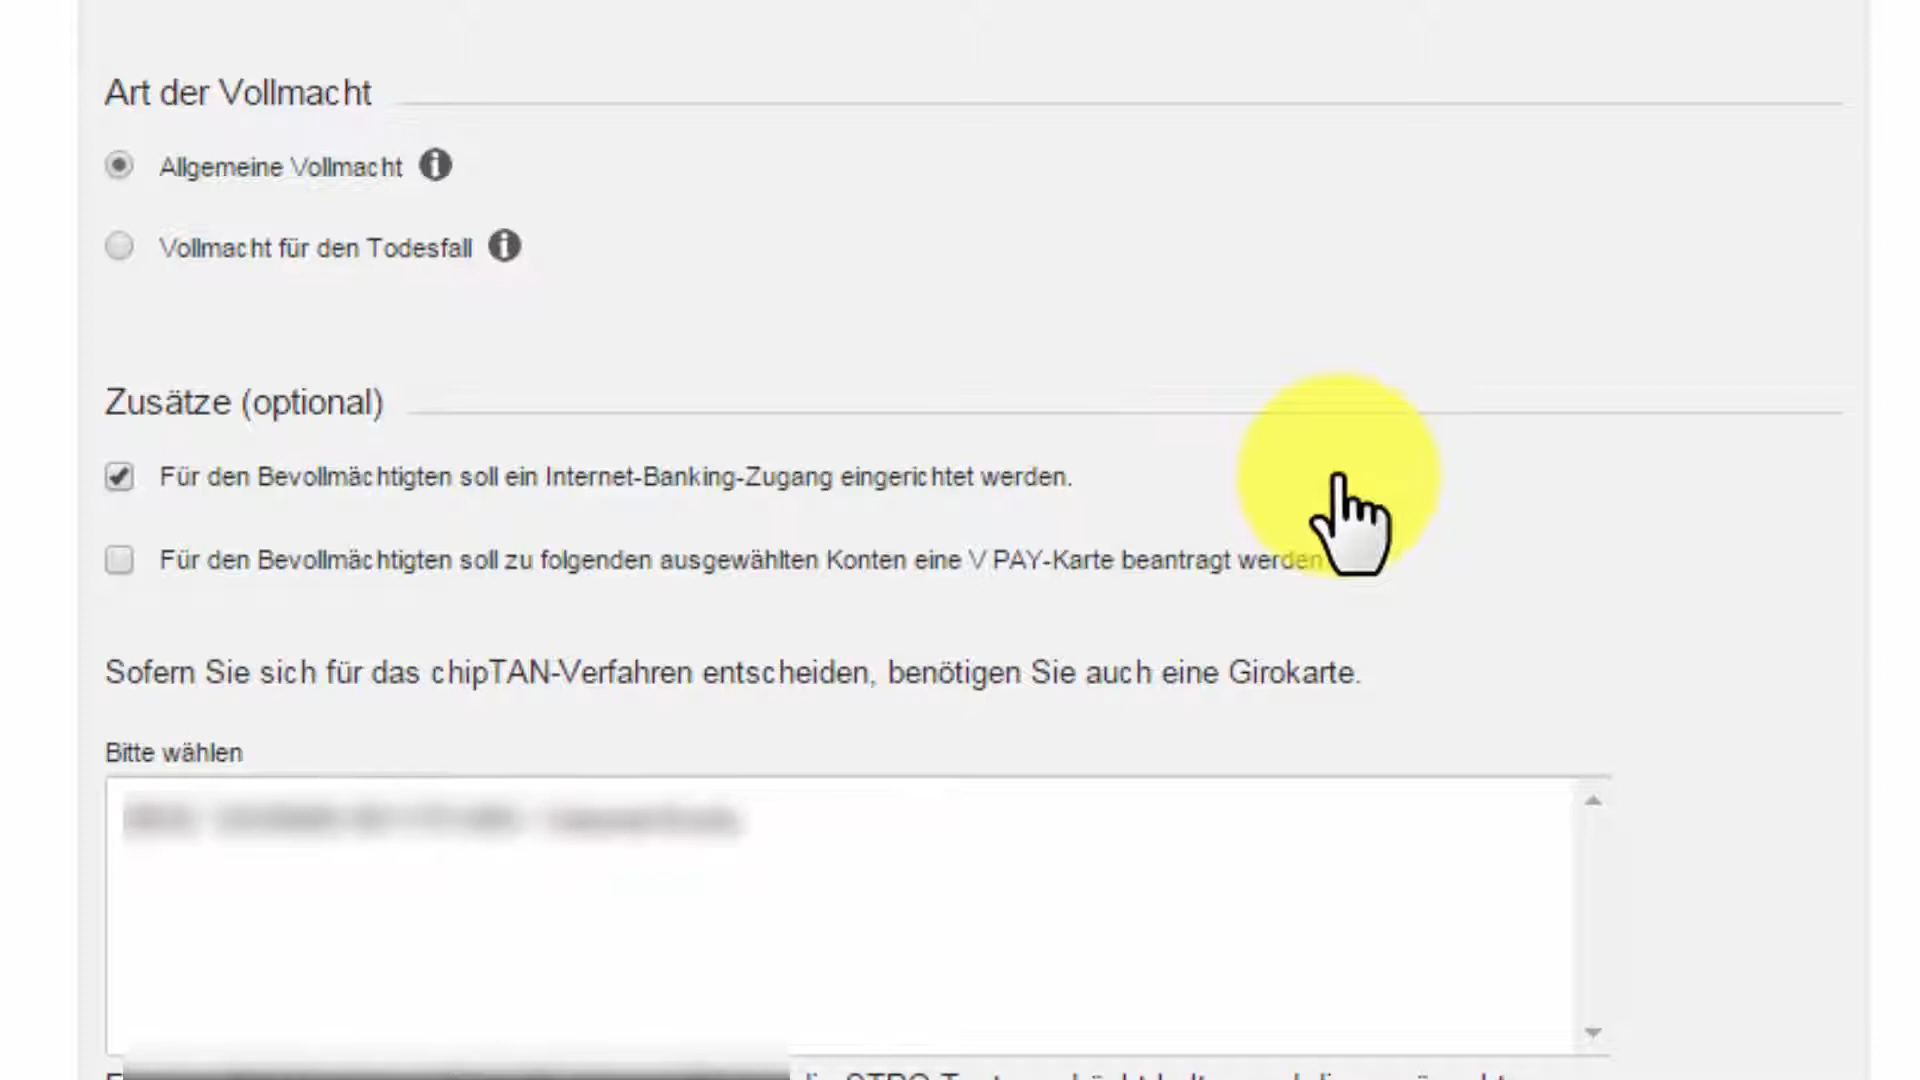 Art der Vollmacht
Allgemeine Vollmacht
Vollmacht für den Todesfall
Zusätze (optional)
Für den Bevollmächtigten soll ein Internet-Banking-Zugang eingerichtet werden.
Für den Bevollmächtigten soll zu folgenden ausgewählten Konten eine V PAY-Karte beantragt werden
Sofern Sie sich für das chipTAN-Verfahren entscheiden, benötigen Sie auch eine Girokarte.
Bitte wählen